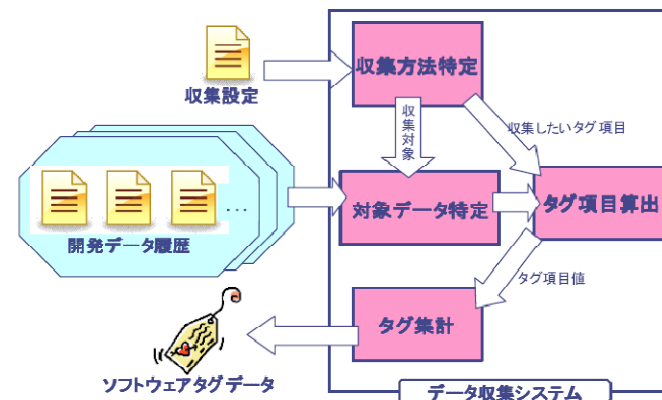 収集方法特定
収集設定
収集対象
収集したいタグ項目
対象データ特定
タグ項目算出
...
開発データ履歴
タグ項目値
タグ集計
ソフトウェアタグデータ
データ収集システム